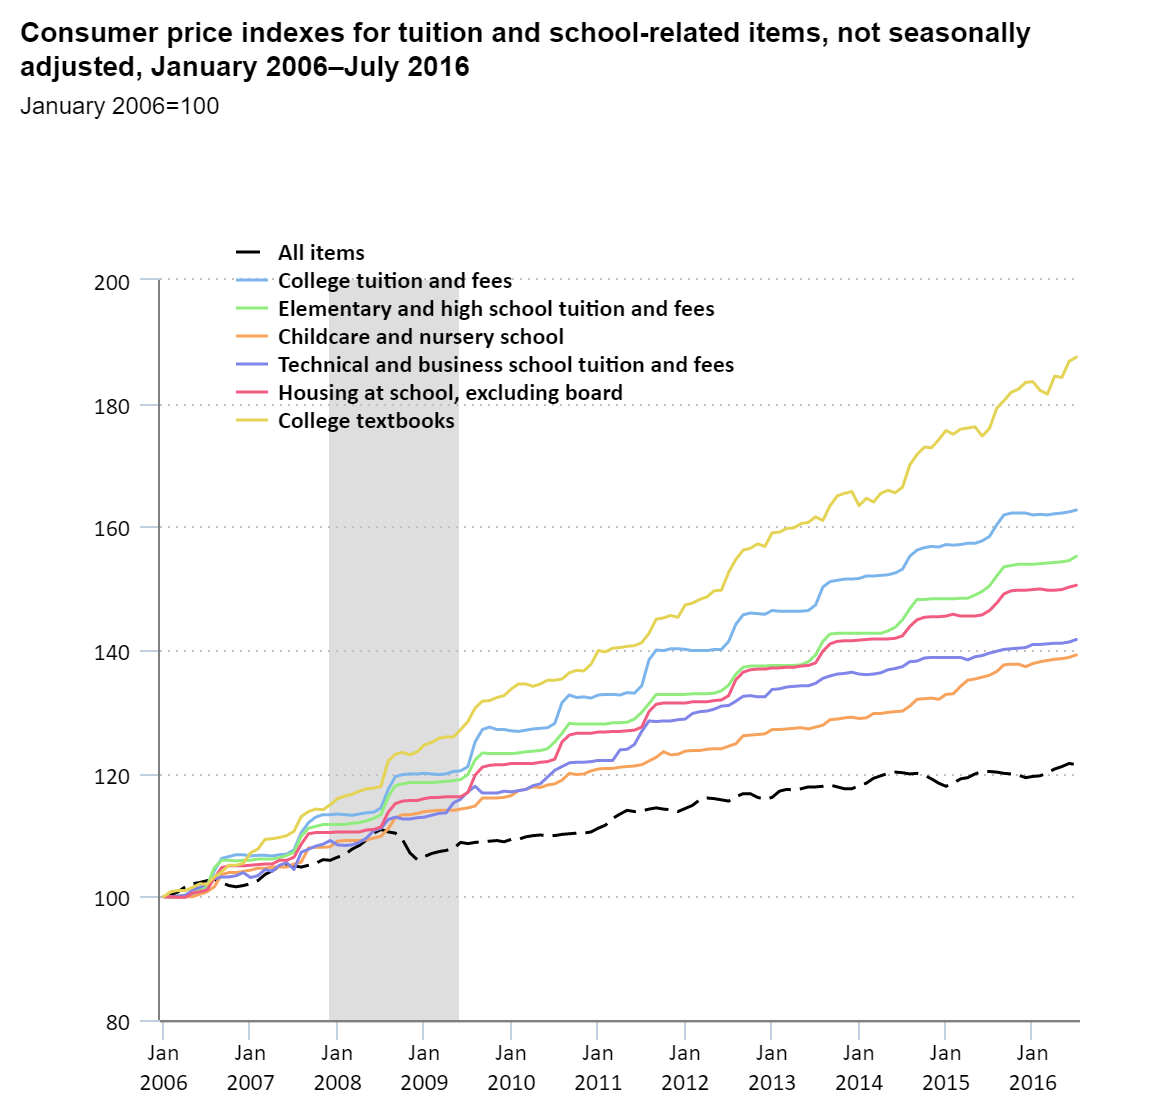 Consumer price indexes for tuition and school-related items, not seasonally
adjusted, January 2006–July 2016
January 2006=100
All items
College tuition and fees
Elementary and high school tuition and fees
Childcare and nursery school
Technical and business school tuition and fees
Housing at school, excluding board
College textbooks
200
180
160
140
120
100
80
Jan Jan Jan Jan Jan Jan Jan Jan Jan Jan Jan
2006 2007 2008 2009 2010 2011 2012 2013 2014 2015 2016